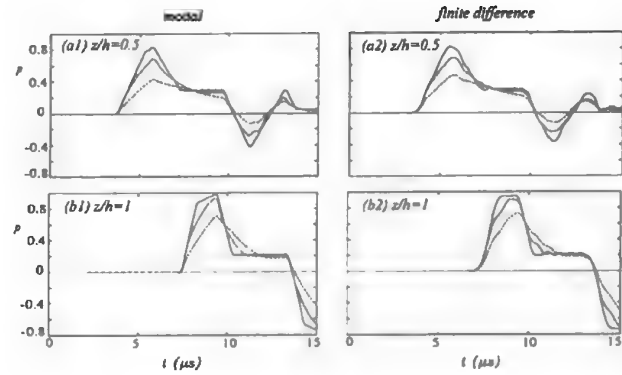 modal finite difference
(a1) z/h=0.5 (a2) z/h=0.5
0.8
p
0.4
0
-0.4
-0.8
(b1) z/h=1 (b2) z/h=1
0.8
p
0.4
0
-0.4
-0.8
5 10 15 5 10 15
t (μs) t (μs)